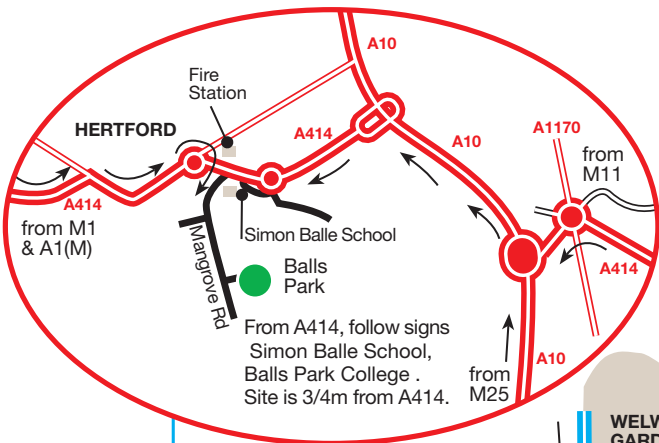 A10
Fire
Station
HERTFORD
A414
A10
A1170
from
M11
A414
from M1
& A1(M)
Simon Balle School
Mangrove Rd
Balls
Park
A414
From A414, follow signs
Simon Balle School,
Balls Park College .
Site is 3/4m from A414.
from
M25
A10